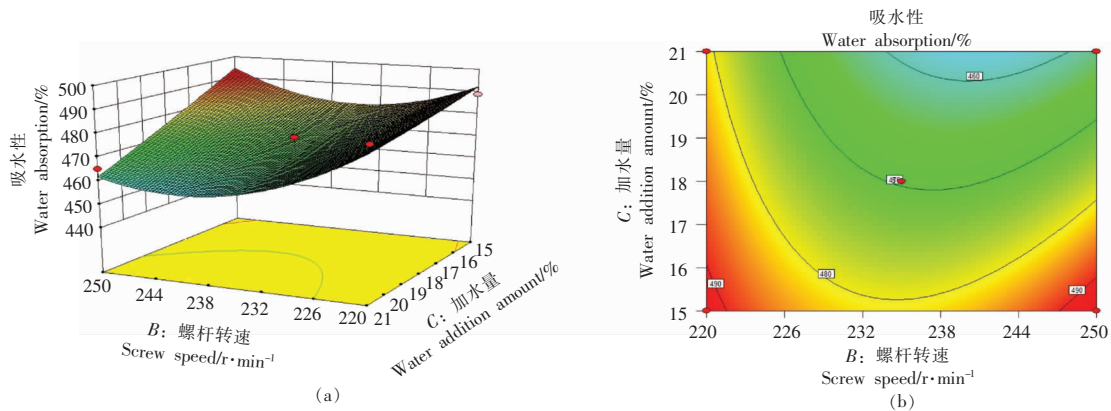 吸水性
Water absorption/%
500
490
480
470
460
450
440
250
244
238
232
226
220
21
20
19
18
17
16
15
B：螺杆转速
Screw speed/r·min⁻¹
C：加水量
Water addition amount/%
(a)
吸水性
Water absorption/%
21
20
19
18
17
16
15
C：加水量
Water addition amount/%
460
480
490
490
220
226
232
238
244
250
B：螺杆转速
Screw speed/r·min⁻¹
(b)